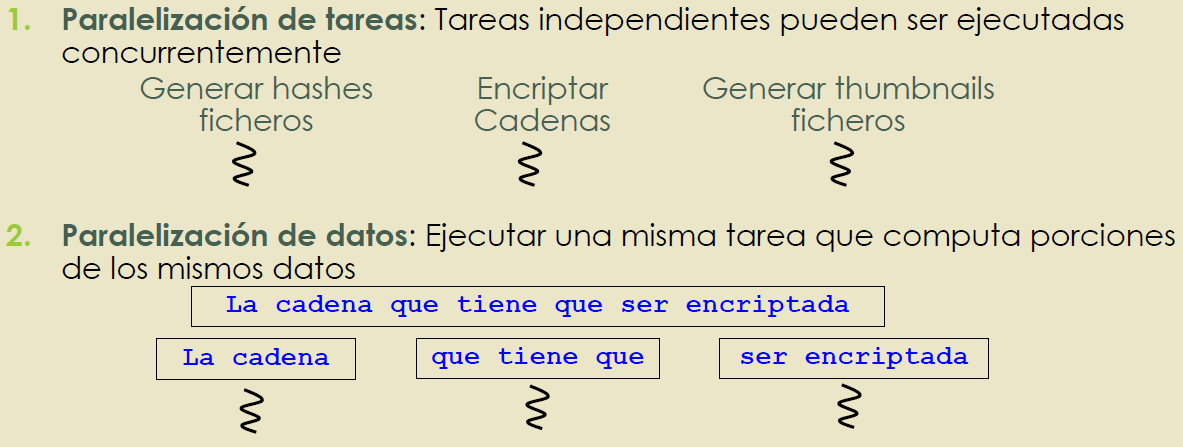 1. Paralelización de tareas: Tareas independientes pueden ser ejecutadas
concurrentemente
Generar hashes Encriptar Generar thumbnails
ficheros Cadenas ficheros
2. Paralelización de datos: Ejecutar una misma tarea que computa porciones
de los mismos datos
La cadena que tiene que ser encriptada
La cadena que tiene que ser encriptada